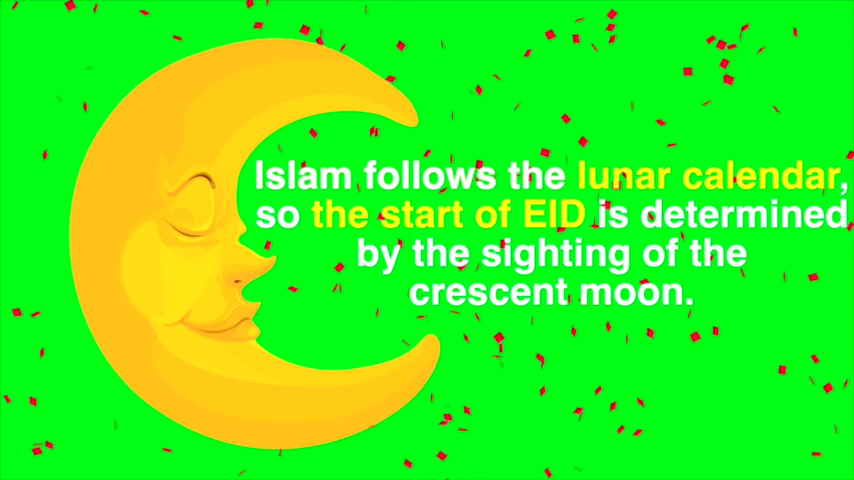 Islam follows the lunar calendar,
so the start of EID is determined
by the sighting of the
crescent moon.